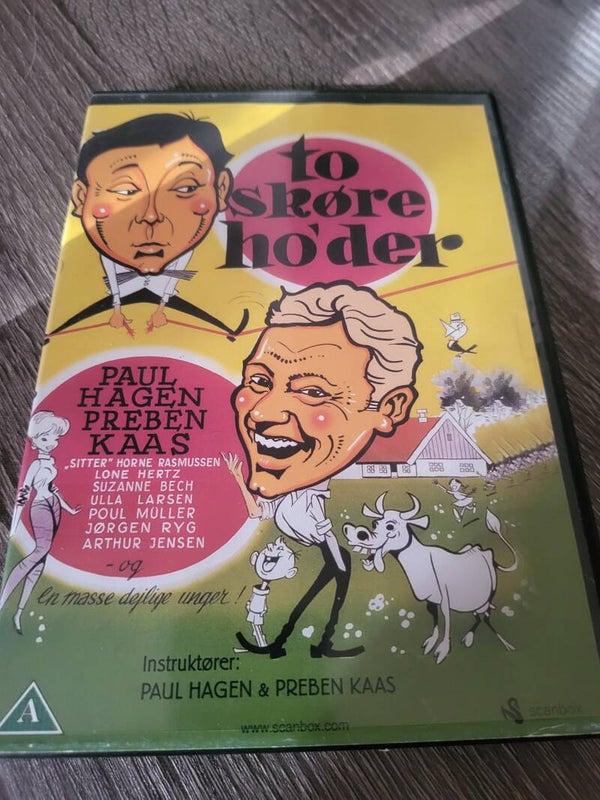 to
skøre
ho'der
PAUL
HAGEN
PREBEN
KAAS
„SITTER" HORNE RASMUSSEN
LONE HERTZ
SUZANNE BECH
ULLA LARSEN
POUL MÜLLER
JØRGEN RYG
ARTHUR JENSEN
- og
en masse dejlige unger!
Instruktører:
PAUL HAGEN & PREBEN KAAS
A
scanbox
www.scanbox.com